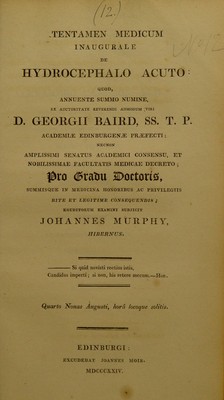 (12.)
TENTAMEN MEDICUM
INAUGURALE
DE
HYDROCEPHALO ACUTO:
QUOD,
ANNUENTE SUMMO NUMINE,
EX AUCTORITATE REVERENDI ADMODUM VIRI
D. GEORGII BAIRD, SS. T. P.
ACADEMIÆ EDINBURGENÆ PRÆFECTI:
NECNON
AMPLISSIMI SENATUS ACADEMICI CONSENSU, ET
NOBILISSIMÆ FACULTATIS MEDICÆ DECRETO;
Pro Gradu Doctoris,
SUMMISQUE IN MEDICINA HONORIBUS AC PRIVILEGIIS
RITE ET LEGITIME CONSEQUENDIS;
ERUDITORUM EXAMINI SUBJICIT
JOHANNES MURPHY,
HIBERNUS.
Si quid novisti rectius istis,
Candidus imperti; si non, his utere mecum.—Hor.
Quarto Nonas Augusti, horâ locoque solitis.
EDINBURGI:
EXCUDEBAT JOANNES MOIR:
MDCCCXXIV.